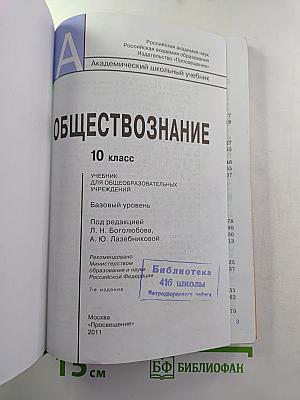 А
Российская академия наук
Российская академия образования
Издательство «Просвещение»
Академический школьный учебник
ОБЩЕСТВОЗНАНИЕ
10 класс
УЧЕБНИК
ДЛЯ ОБЩЕОБРАЗОВАТЕЛЬНЫХ
УЧРЕЖДЕНИЙ
Базовый уровень
Под редакцией
Л. Н. Боголюбова,
А. Ю. Лазебниковой
Рекомендовано
Министерством
образования и науки
Российской Федерации
7-е издание
Библиотека
416 школы
Петродворцового
Москва
«Просвещение»
2011
3
15 см
БФ БИБЛИОФАН